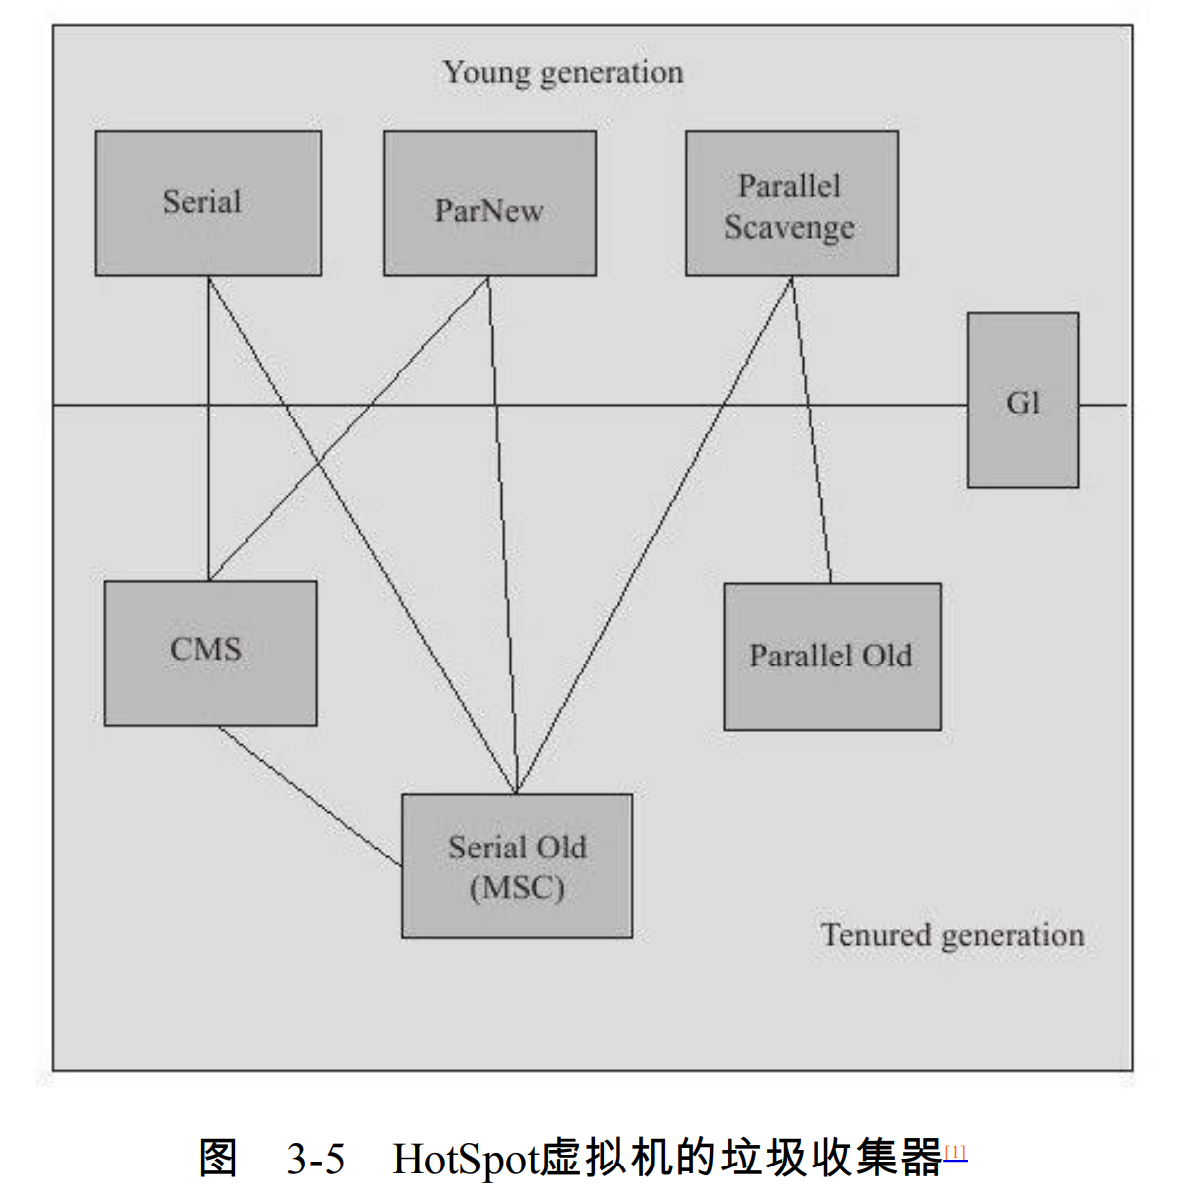 Young generation
Serial
ParNew
Parallel
Scavenge
G1
CMS
Parallel Old
Serial Old
(MSC)
Tenured generation
图 3-5 HotSpot虚拟机的垃圾收集器[1]